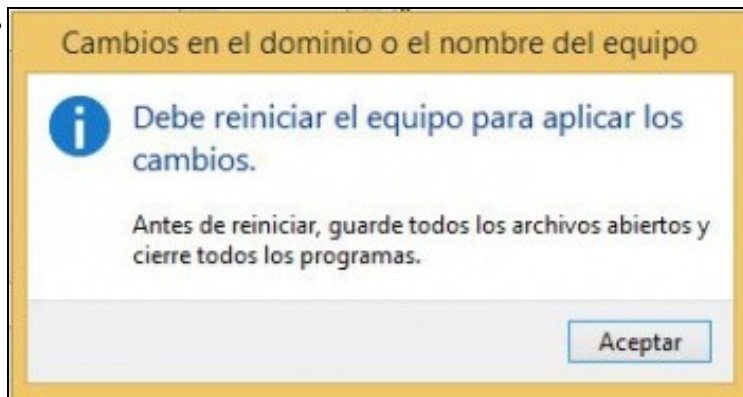 Cambios en el dominio o el nombre del equipo
Debe reiniciar el equipo para aplicar los
cambios.
Antes de reiniciar, guarde todos los archivos abiertos y
cierre todos los programas.
Aceptar